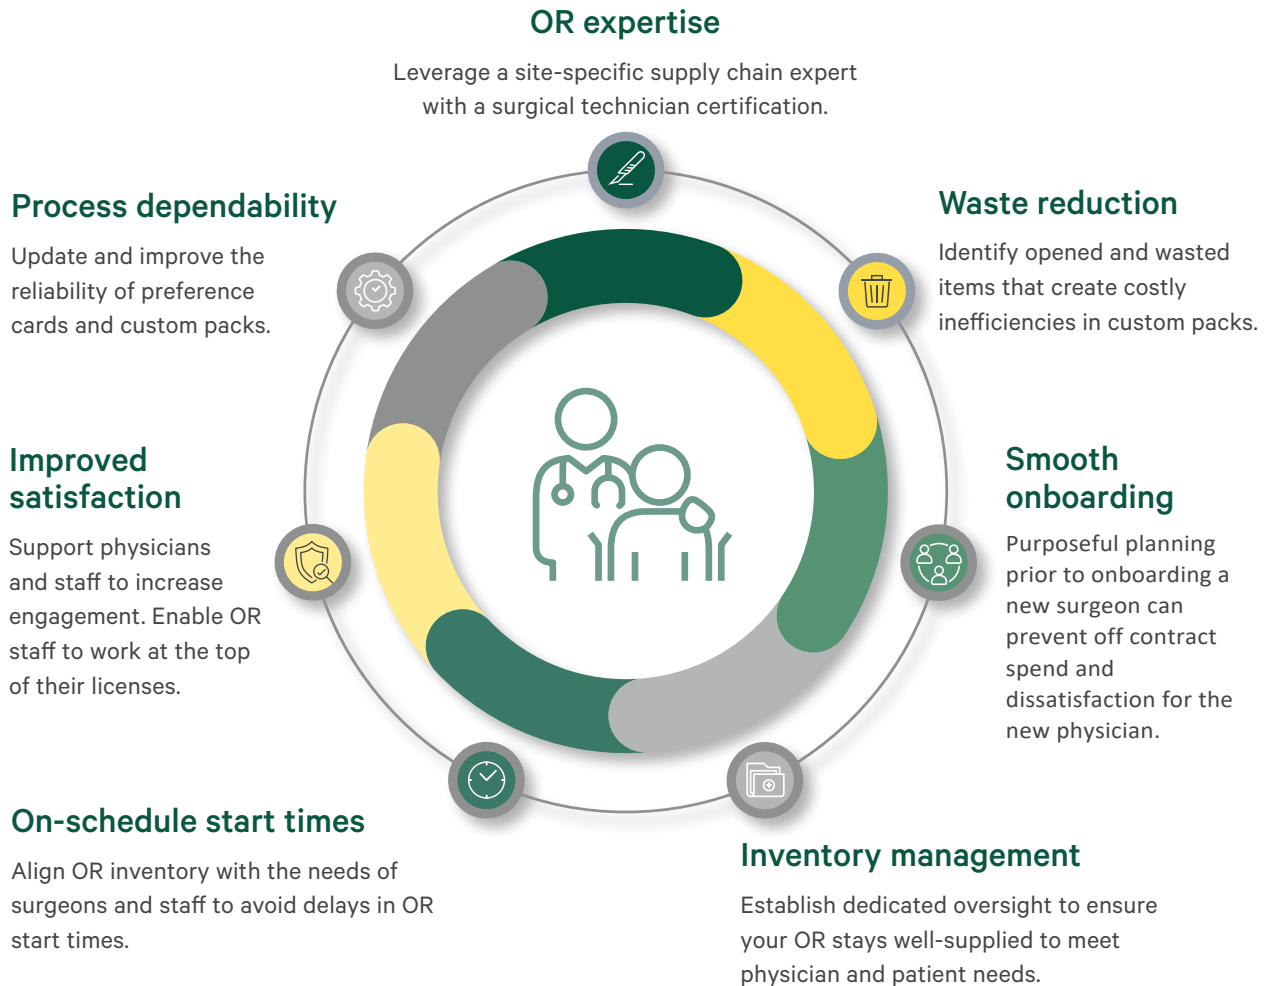 OR expertise
Leverage a site-specific supply chain expert
with a surgical technician certification.
Waste reduction
Identify opened and wasted
items that create costly
inefficiencies in custom packs.
Smooth
onboarding
Purposeful planning
prior to onboarding a
new surgeon can
prevent off contract
spend and
dissatisfaction for the
new physician.
Inventory management
Establish dedicated oversight to ensure
your OR stays well-supplied to meet
physician and patient needs.
On-schedule start times
Align OR inventory with the needs of
surgeons and staff to avoid delays in OR
start times.
Improved
satisfaction
Support physicians
and staff to increase
engagement. Enable OR
staff to work at the top
of their licenses.
Process dependability
Update and improve the
reliability of preference
cards and custom packs.